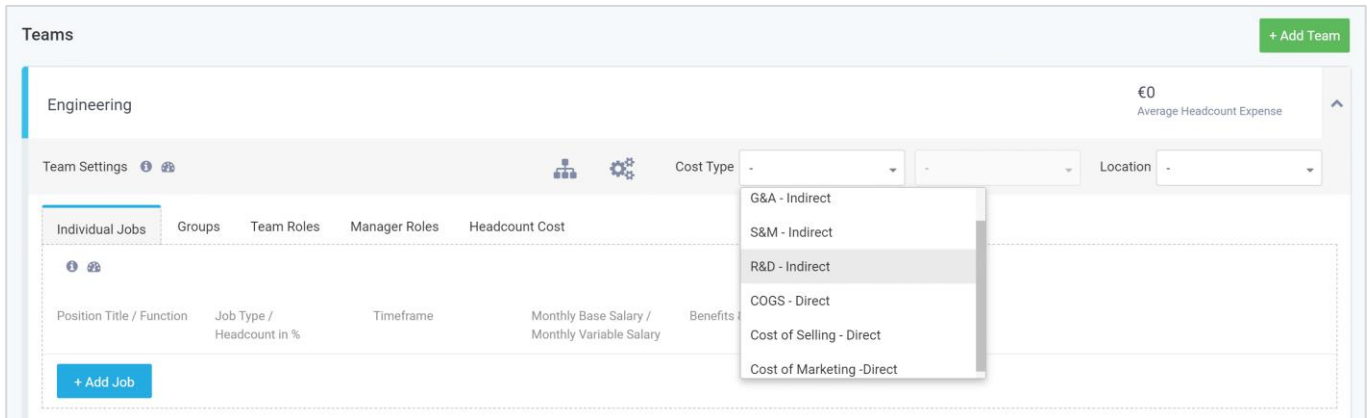 Teams
+ Add Team
Engineering
€0
Average Headcount Expense
Team Settings
Cost Type
-
-
Location
-
G&A - Indirect
S&M - Indirect
R&D - Indirect
COGS - Direct
Cost of Selling - Direct
Cost of Marketing -Direct
Individual Jobs
Groups
Team Roles
Manager Roles
Headcount Cost
Position Title / Function
Job Type /
Headcount in %
Timeframe
Monthly Base Salary /
Monthly Variable Salary
Benefits
+ Add Job